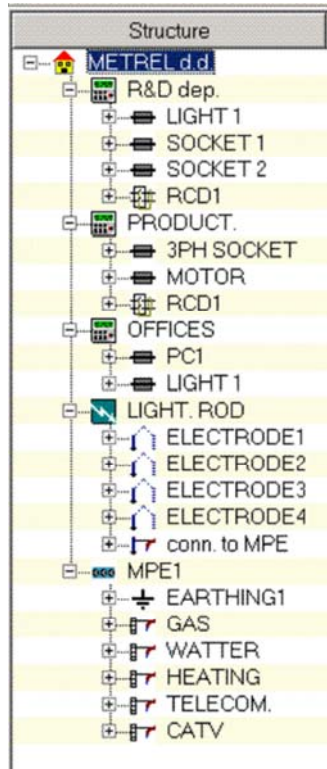 Structure
METREL d.d.
R&D dep.
LIGHT 1
SOCKET 1
SOCKET 2
RCD1
PRODUCT.
3PH SOCKET
MOTOR
RCD1
OFFICES
PC1
LIGHT 1
LIGHT. ROD
ELECTRODE1
ELECTRODE2
ELECTRODE3
ELECTRODE4
conn. to MPE
MPE1
EARTHING1
GAS
WATTER
HEATING
TELECOM.
CATV